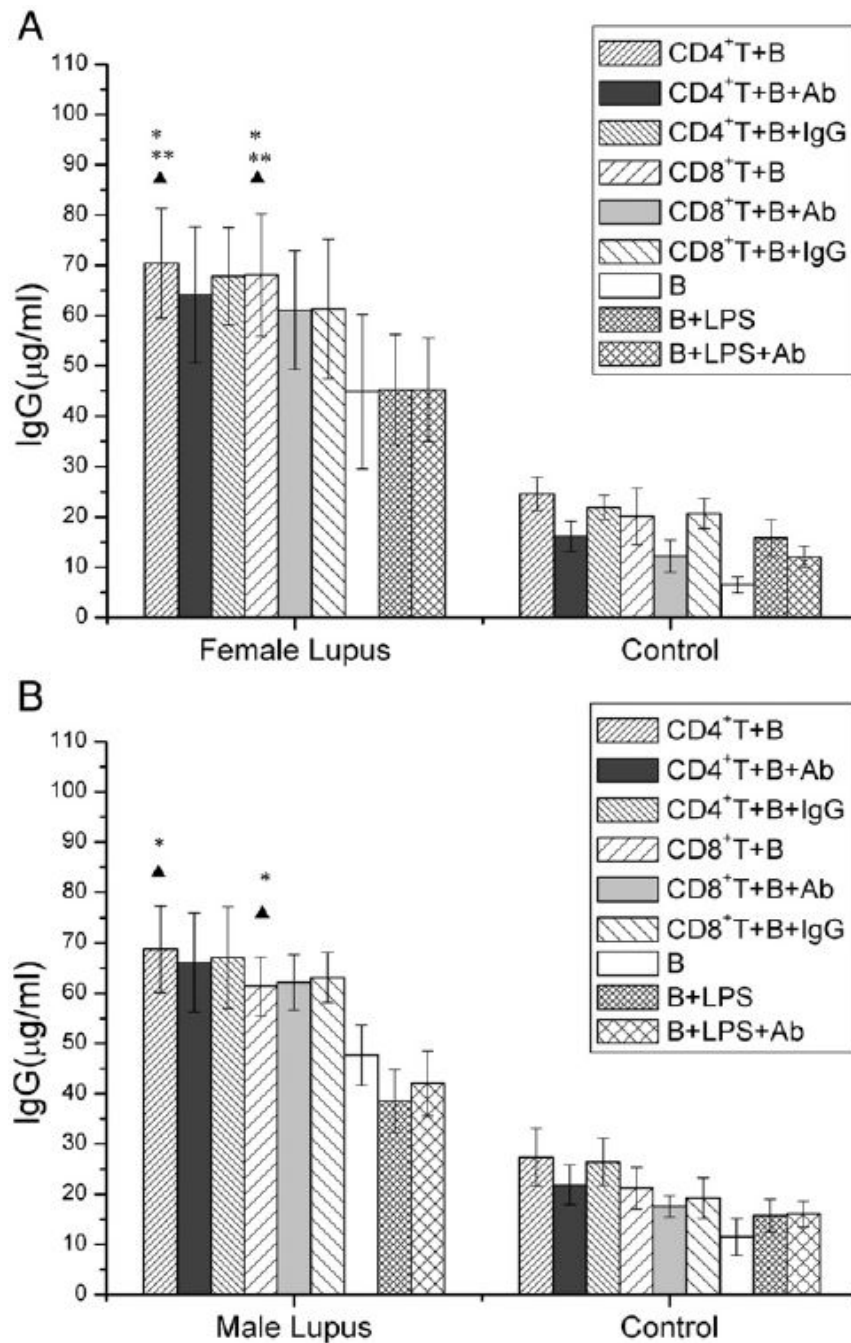 A
110
100
90
80
70
60
50
40
30
20
10
0
IgG(μg/ml)
*
**
▲
*
**
▲
CD4⁺T+B
CD4⁺T+B+Ab
CD4⁺T+B+IgG
CD8⁺T+B
CD8⁺T+B+Ab
CD8⁺T+B+IgG
B
B+LPS
B+LPS+Ab
Female Lupus
Control
B
110
100
90
80
70
60
50
40
30
20
10
0
IgG(μg/ml)
*
▲
*
▲
CD4⁺T+B
CD4⁺T+B+Ab
CD4⁺T+B+IgG
CD8⁺T+B
CD8⁺T+B+Ab
CD8⁺T+B+IgG
B
B+LPS
B+LPS+Ab
Male Lupus
Control